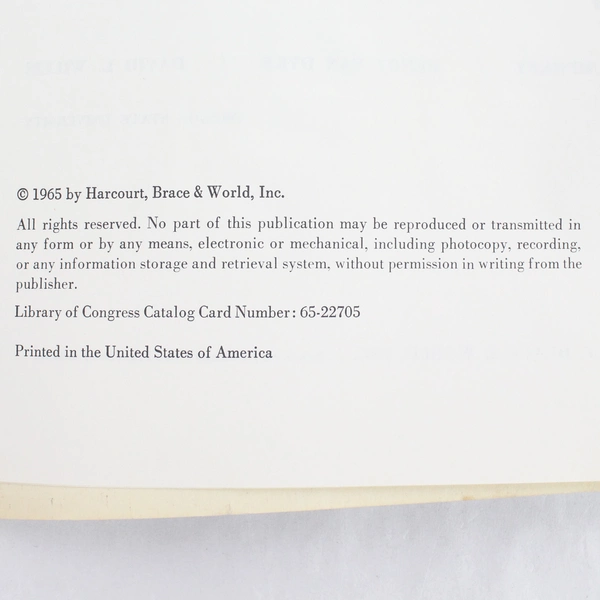 © 1965 by Harcourt, Brace & World, Inc.
All rights reserved. No part of this publication may be reproduced or transmitted in
any form or by any means, electronic or mechanical, including photocopy, recording,
or any information storage and retrieval system, without permission in writing from the
publisher.
Library of Congress Catalog Card Number: 65-22705
Printed in the United States of America